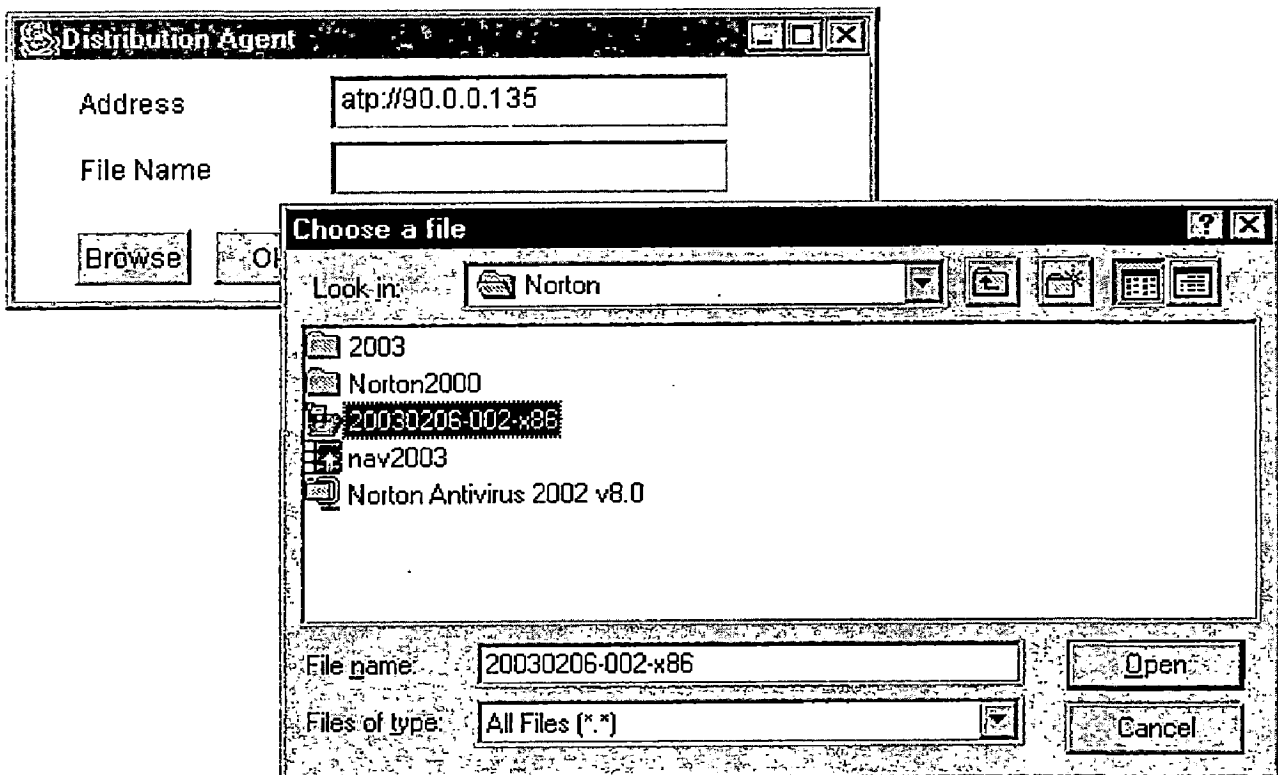 Distribution Agent
Address
atp://90.0.0.135
File Name
Browse
Choose a file
Look in:
Norton
2003
Norton2000
20030206-002-x86
nav2003
Norton Antivirus 2002 v8.0
File name:
20030206-002-x86
Open
Files of type:
All Files (*.*)
Cancel